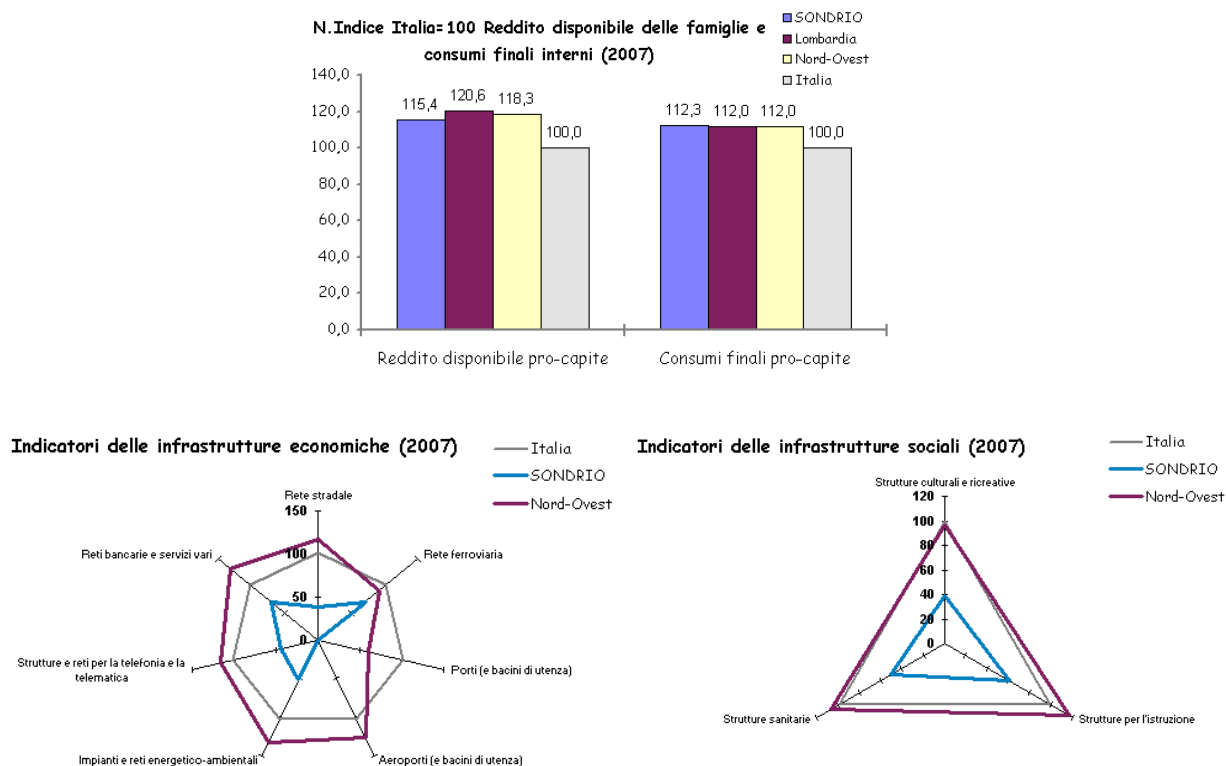 N.Indice Italia=100 Reddito disponibile delle famiglie e
consumi finali interni (2007)
SONDRIO
Lombardia
Nord-Ovest
Italia
140,0
120,0
100,0
80,0
60,0
40,0
20,0
0,0
115,4
120,6
118,3
100,0
112,3
112,0
112,0
100,0
Reddito disponibile pro-capite
Consumi finali pro-capite
Indicatori delle infrastrutture economiche (2007)
Italia
SONDRIO
Nord-Ovest
Rete stradale
150
100
50
0
Rete ferroviaria
Porti (e bacini di utenza)
Aeroporti (e bacini di utenza)
Impianti e reti energetico-ambientali
Strutture e reti per la telefonia e la
telematica
Reti bancarie e servizi vari
Indicatori delle infrastrutture sociali (2007)
Italia
SONDRIO
Nord-Ovest
Strutture culturali e ricreative
120
100
80
60
40
20
0
Strutture per l'istruzione
Strutture sanitarie